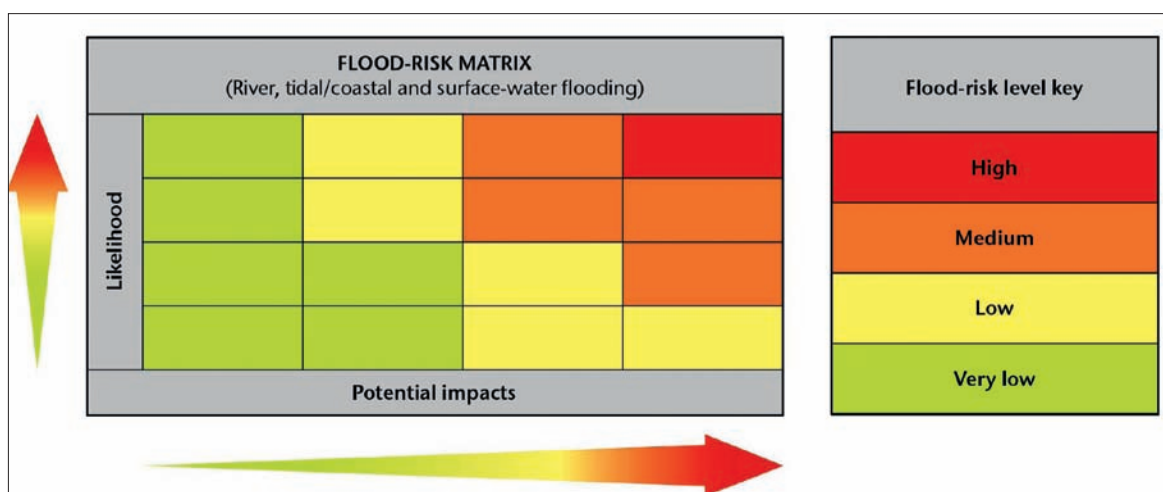 FLOOD-RISK MATRIX
(River, tidal/coastal and surface-water flooding)
Likelihood
Potential impacts
Flood-risk level key
High
Medium
Low
Very low